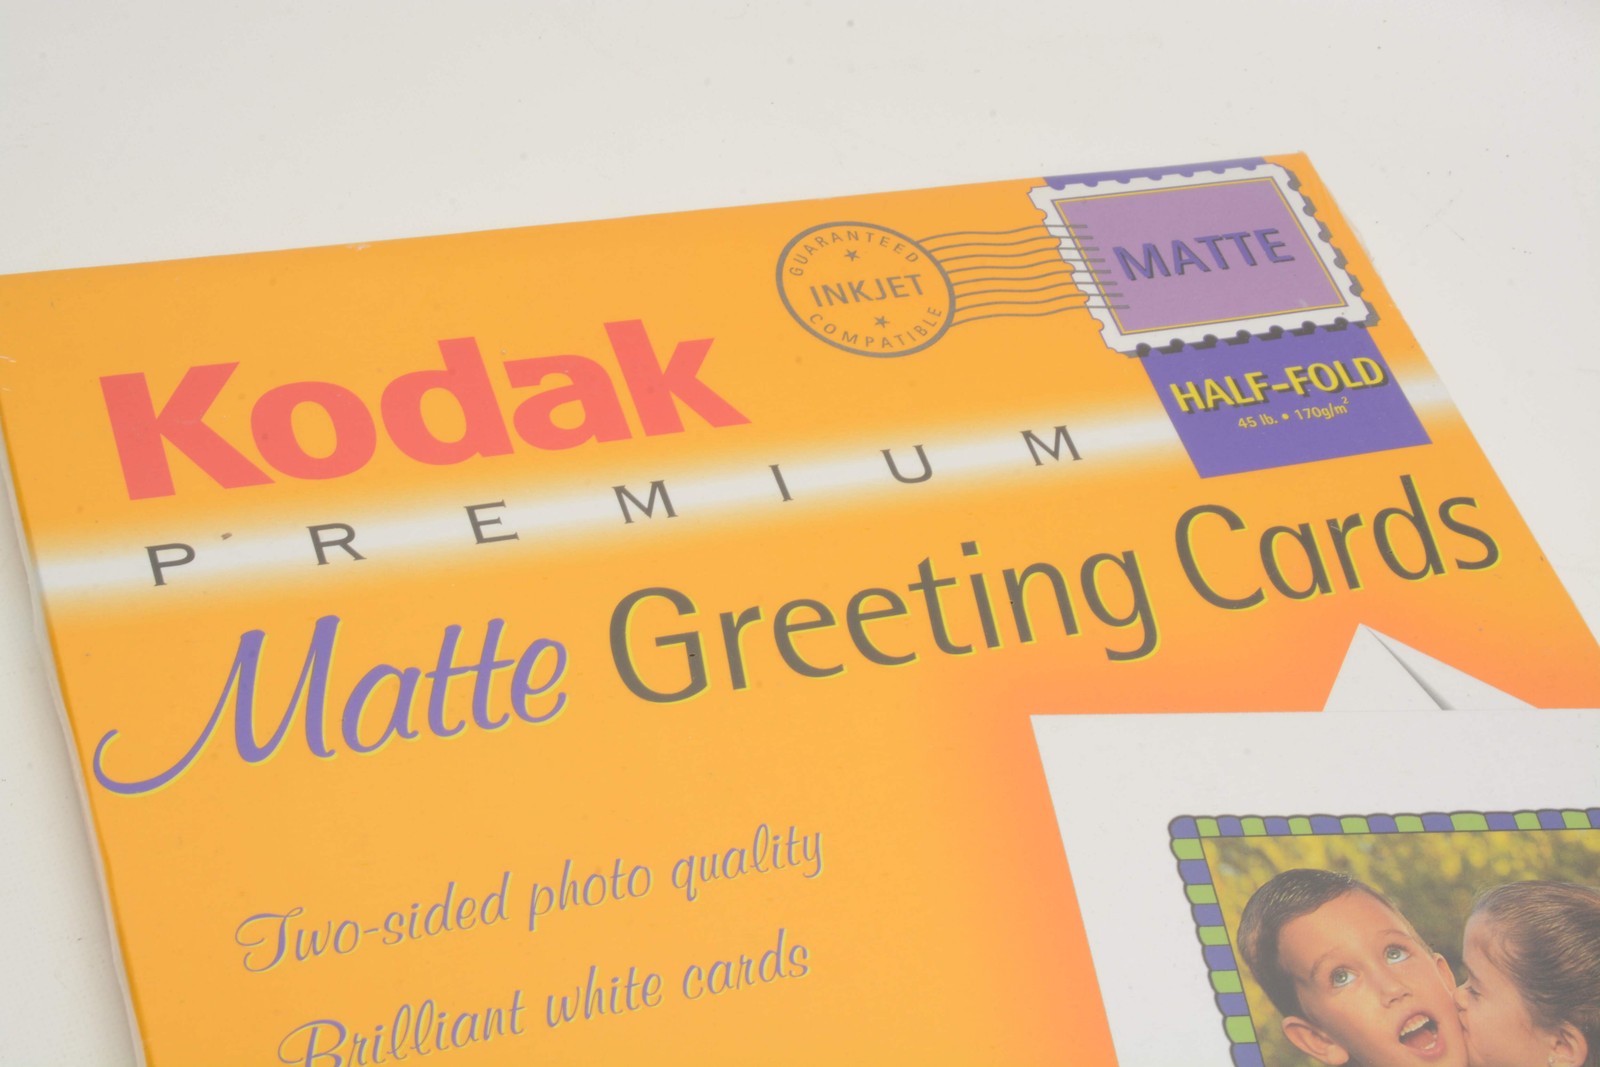 GUARANTEED
INKJET
COMPATIBLE
MATTE
HALF-FOLD
45 lb. • 170g/m²
Kodak
PREMIUM
Matte Greeting Cards
Two-sided photo quality
Brilliant white cards